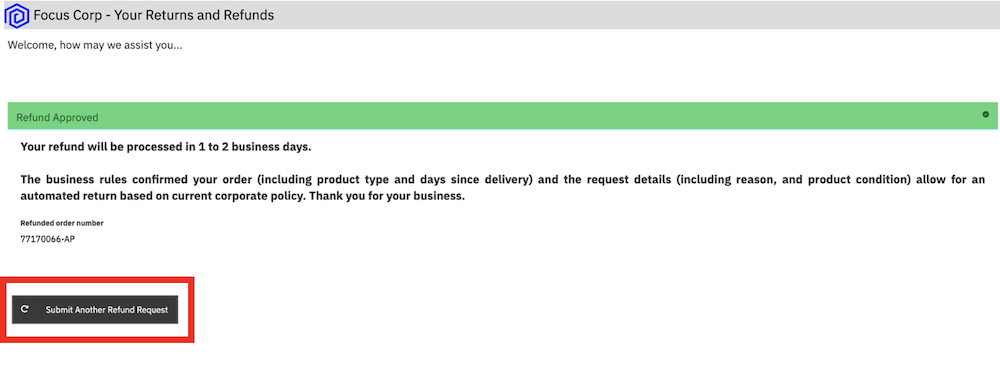 Focus Corp - Your Returns and Refunds
Welcome, how may we assist you...
Refund Approved
Your refund will be processed in 1 to 2 business days.
The business rules confirmed your order (including product type and days since delivery) and the request details (including reason, and product condition) allow for an
automated return based on current corporate policy. Thank you for your business.
Refunded order number
77170066-AP
Submit Another Refund Request